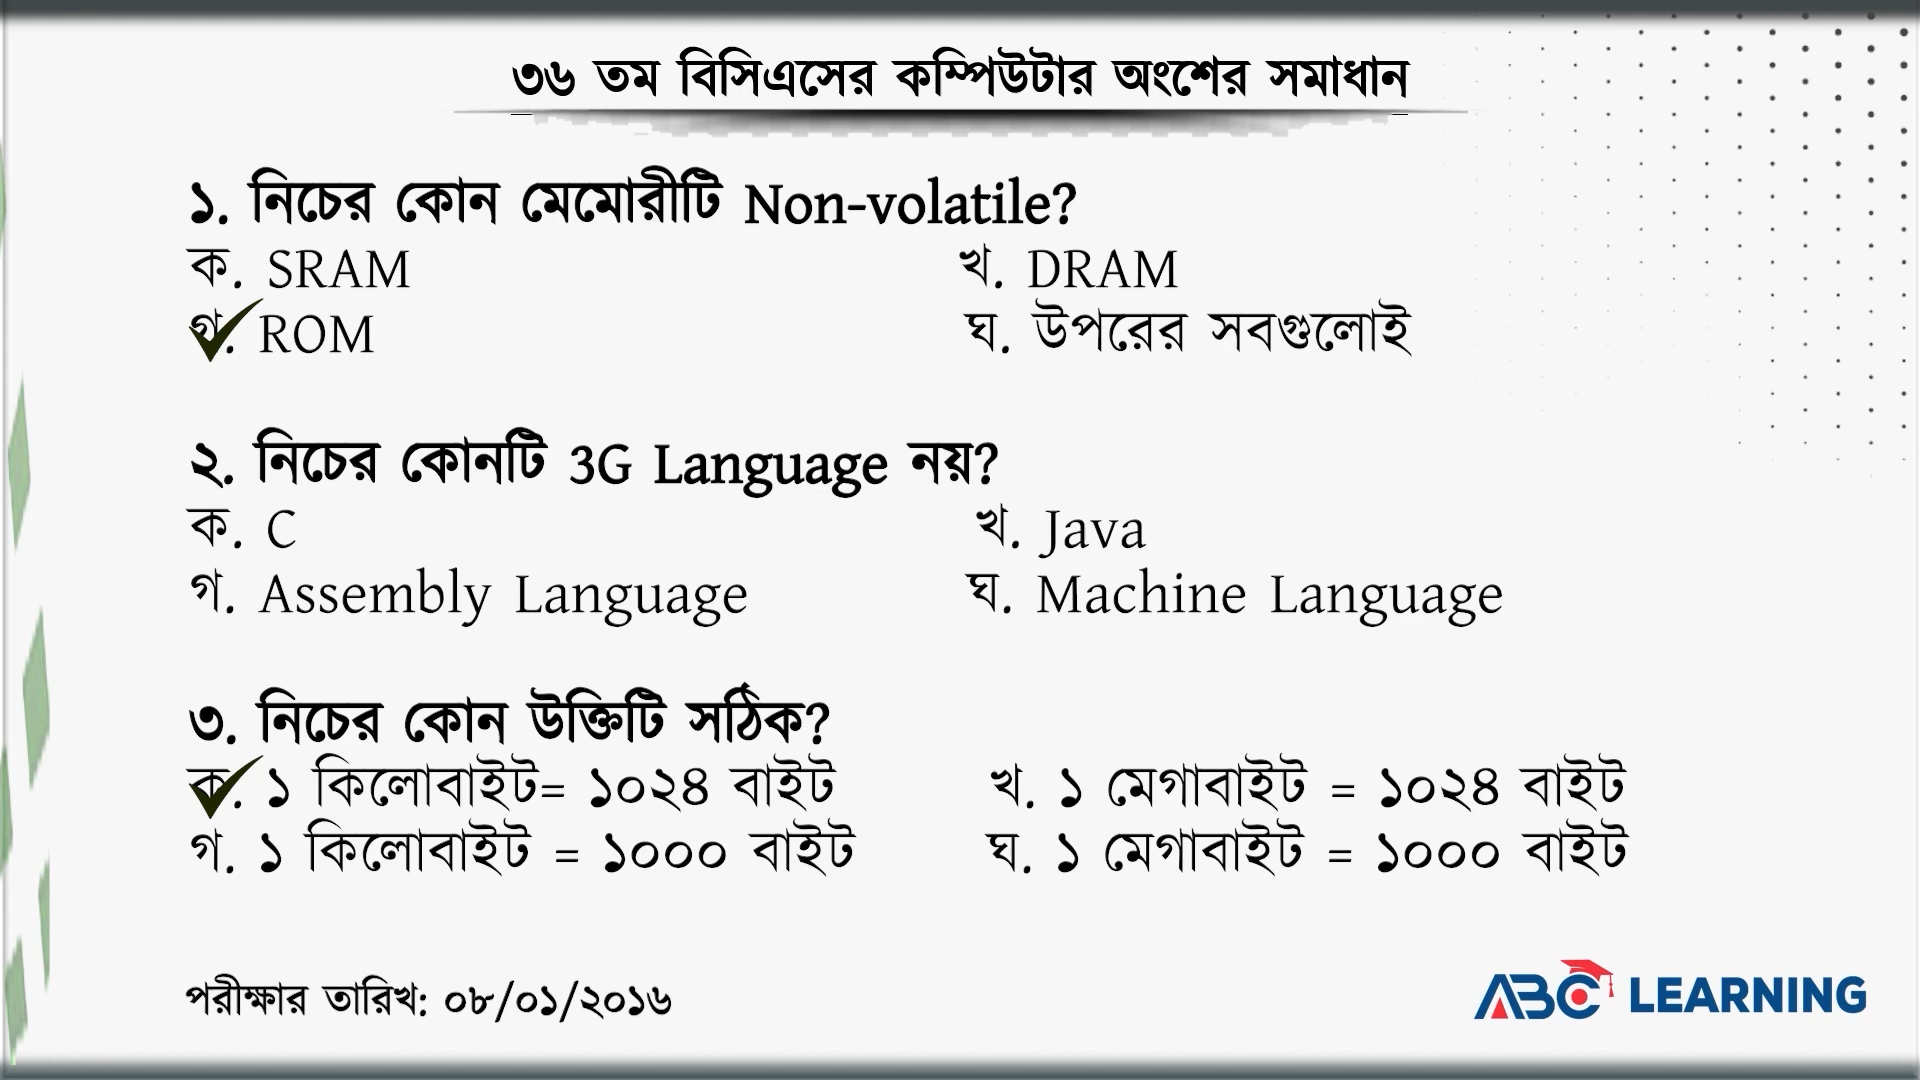 ৩৬ তম বিসিএসের কম্পিউটার অংশের সমাধান
১. নিচের কোন মেমোরীটি Non-volatile?
ক. SRAM খ. DRAM
গ. ROM ঘ. উপরের সবগুলোই
২. নিচের কোনটি 3G Language নয়?
ক. C খ. Java
গ. Assembly Language ঘ. Machine Language
৩. নিচের কোন উক্তিটি সঠিক?
ক. ১ কিলোবাইট= ১০২৪ বাইট খ. ১ মেগাবাইট = ১০২৪ বাইট
গ. ১ কিলোবাইট = ১০০০ বাইট ঘ. ১ মেগাবাইট = ১০০০ বাইট
পরীক্ষার তারিখ: ০৮/০১/২০১৬
ABC LEARNING